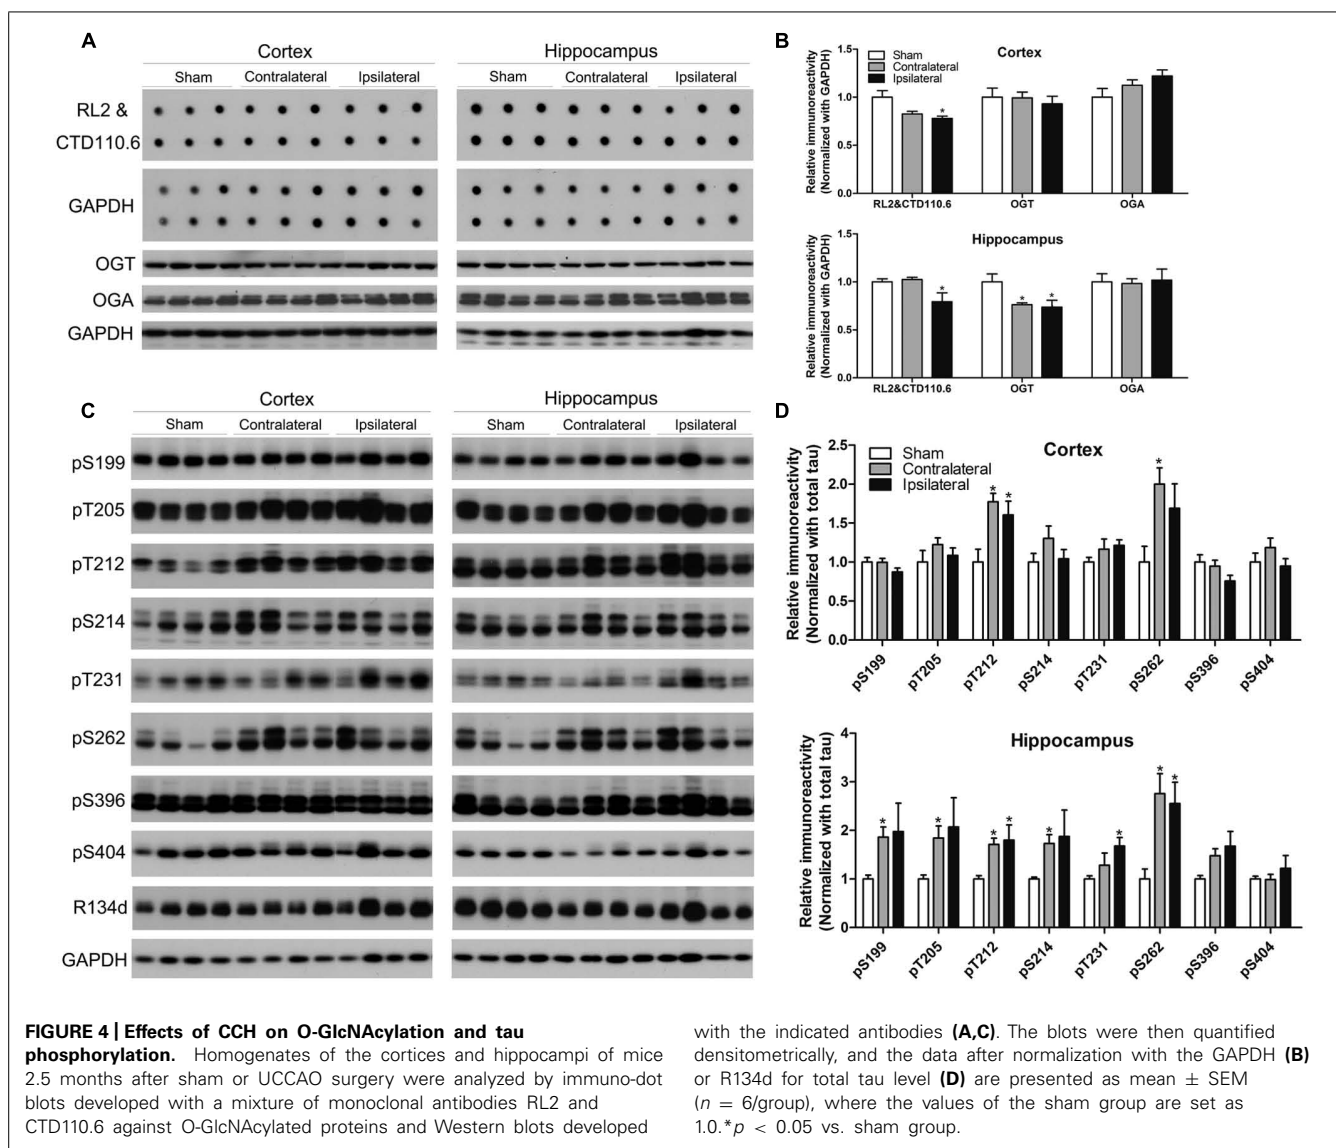 A
Cortex
Hippocampus
Sham Contralateral Ipsilateral
Sham Contralateral Ipsilateral
RL2 &
CTD110.6
GAPDH
OGT
OGA
GAPDH
B
Relative immunoreactivity
(Normalized with GAPDH)
1.5
1.0
0.5
0.0
Sham
Contralateral
Ipsilateral
Cortex
*
RL2&CTD110.6 OGT OGA
Relative immunoreactivity
(Normalized with GAPDH)
1.5
1.0
0.5
0.0
Hippocampus
* * *
RL2&CTD110.6 OGT OGA
C
Cortex
Hippocampus
Sham Contralateral Ipsilateral
Sham Contralateral Ipsilateral
pS199
pT205
pT212
pS214
pT231
pS262
pS396
pS404
R134d
GAPDH
D
Relative immunoreactivity
(Normalized with total tau)
2.5
2.0
1.5
1.0
0.5
0.0
Sham
Contralateral
Ipsilateral
Cortex
* * *
pS199 pT205 pT212 pS214 pT231 pS262 pS396 pS404
Relative immunoreactivity
(Normalized with total tau)
4
3
2
1
0
Hippocampus
* * * * * * * *
pS199 pT205 pT212 pS214 pT231 pS262 pS396 pS404
FIGURE 4 | Effects of CCH on O-GlcNAcylation and tau
phosphorylation. Homogenates of the cortices and hippocampi of mice
2.5 months after sham or UCCAO surgery were analyzed by immuno-dot
blots developed with a mixture of monoclonal antibodies RL2 and
CTD110.6 against O-GlcNAcylated proteins and Western blots developed
with the indicated antibodies (A,C). The blots were then quantified
densitometrically, and the data after normalization with the GAPDH (B)
or R134d for total tau level (D) are presented as mean ± SEM
(n = 6/group), where the values of the sham group are set as
1.0.*p < 0.05 vs. sham group.